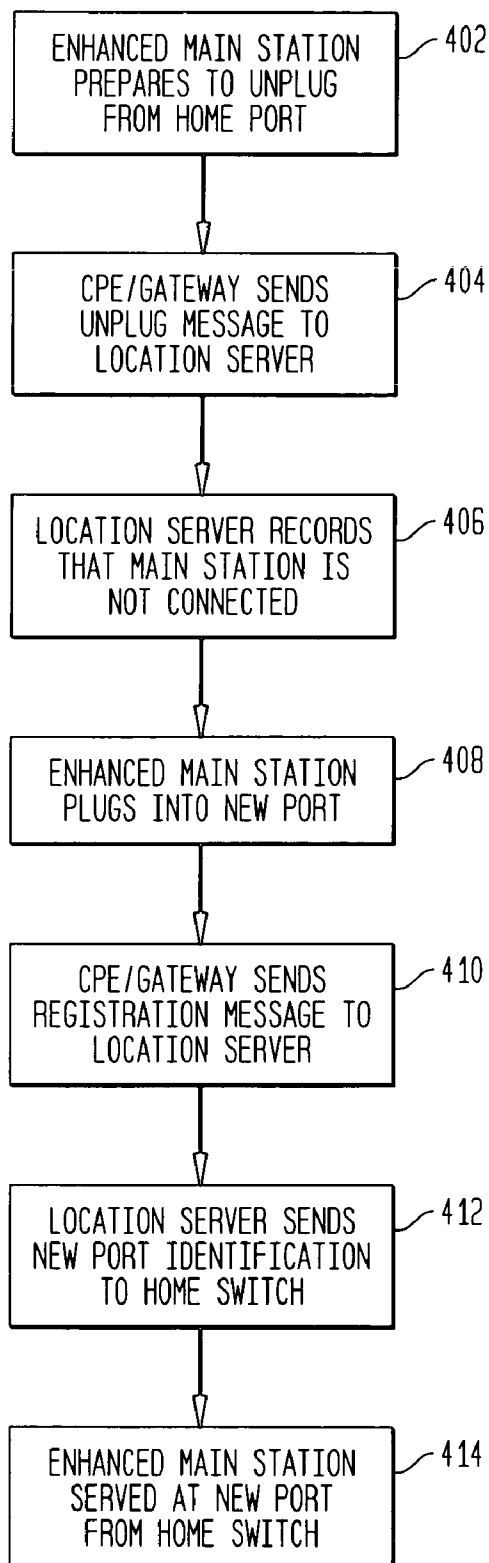 ENHANCED MAIN STATION
PREPARES TO UNPLUG
FROM HOME PORT
402
CPE/GATEWAY SENDS
UNPLUG MESSAGE TO
LOCATION SERVER
404
LOCATION SERVER RECORDS
THAT MAIN STATION IS
NOT CONNECTED
406
ENHANCED MAIN STATION
PLUGS INTO NEW PORT
408
CPE/GATEWAY SENDS
REGISTRATION MESSAGE TO
LOCATION SERVER
410
LOCATION SERVER SENDS
NEW PORT IDENTIFICATION
TO HOME SWITCH
412
ENHANCED MAIN STATION
SERVED AT NEW PORT
FROM HOME SWITCH
414